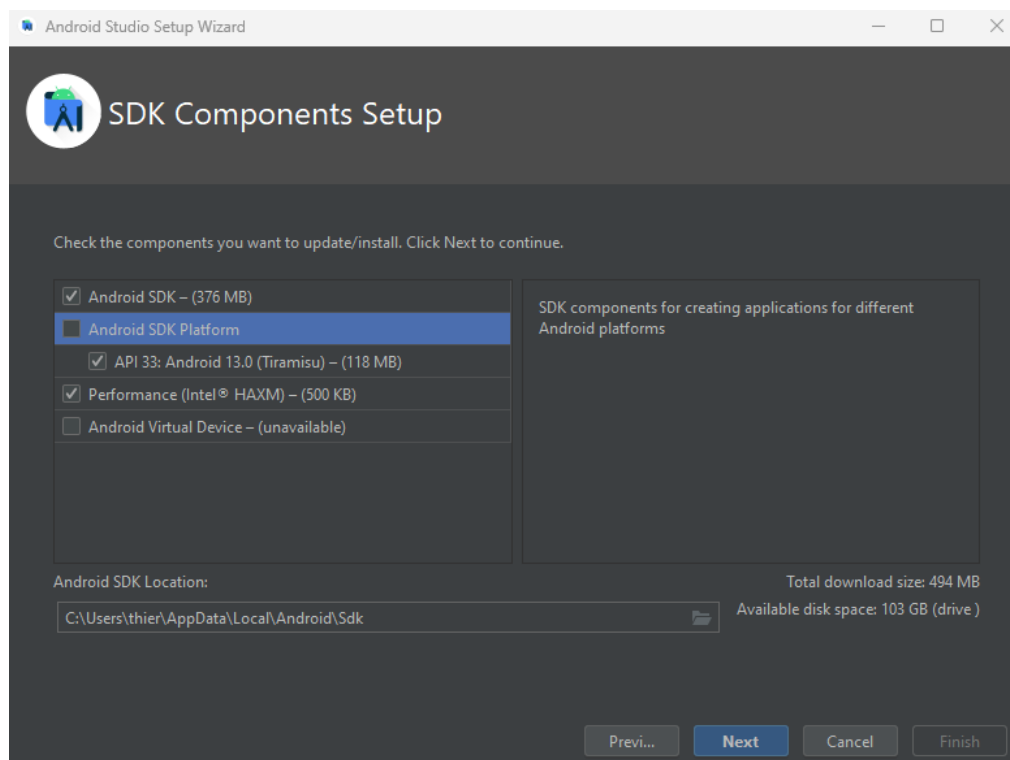 Android Studio Setup Wizard
SDK Components Setup
Check the components you want to update/install. Click Next to continue.
Android SDK – (376 MB)
Android SDK Platform
API 33: Android 13.0 (Tiramisu) – (118 MB)
Performance (Intel® HAXM) – (500 KB)
Android Virtual Device – (unavailable)
SDK components for creating applications for different
Android platforms
Android SDK Location:
Total download size: 494 MB
C:\Users\thier\AppData\Local\Android\Sdk
Available disk space: 103 GB (drive )
Previ...
Next
Cancel
Finish